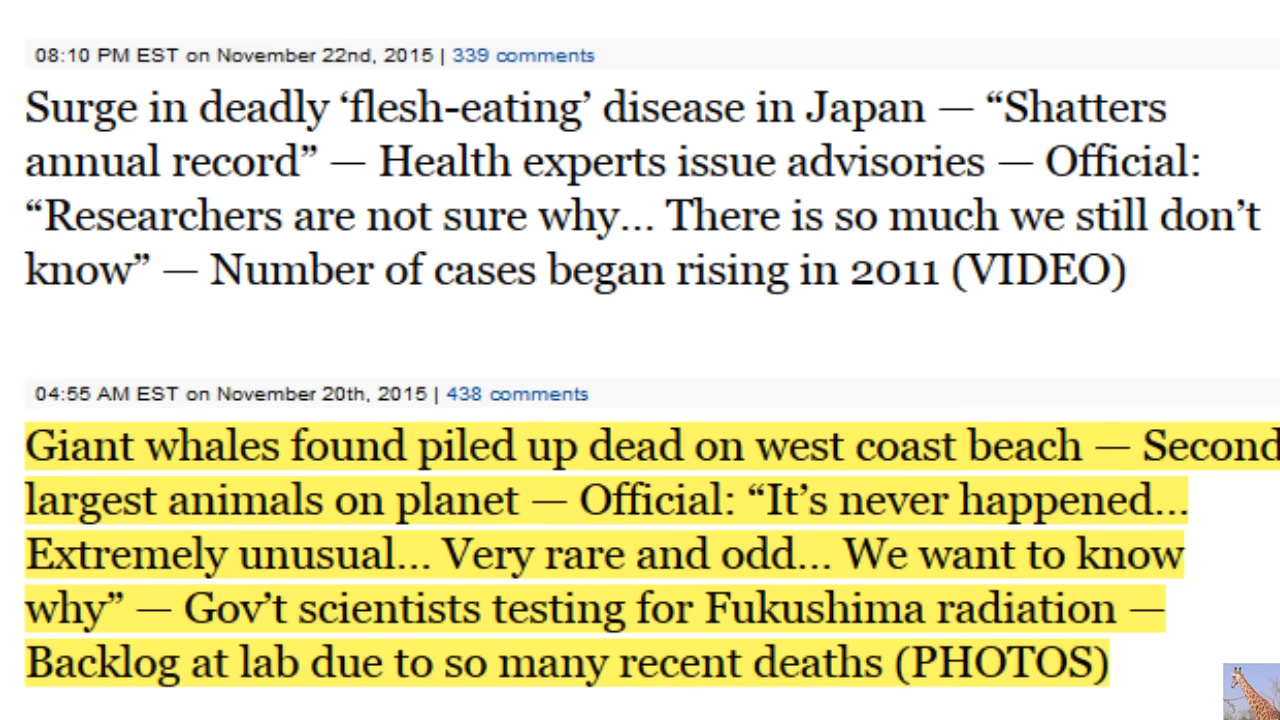 08:10 PM EST on November 22nd, 2015 | 339 comments
Surge in deadly ‘flesh-eating’ disease in Japan — “Shatters
annual record” — Health experts issue advisories — Official:
“Researchers are not sure why... There is so much we still don’t
know” — Number of cases began rising in 2011 (VIDEO)
04:55 AM EST on November 20th, 2015 | 438 comments
Giant whales found piled up dead on west coast beach — Second
largest animals on planet — Official: “It’s never happened...
Extremely unusual... Very rare and odd... We want to know
why” — Gov’t scientists testing for Fukushima radiation —
Backlog at lab due to so many recent deaths (PHOTOS)